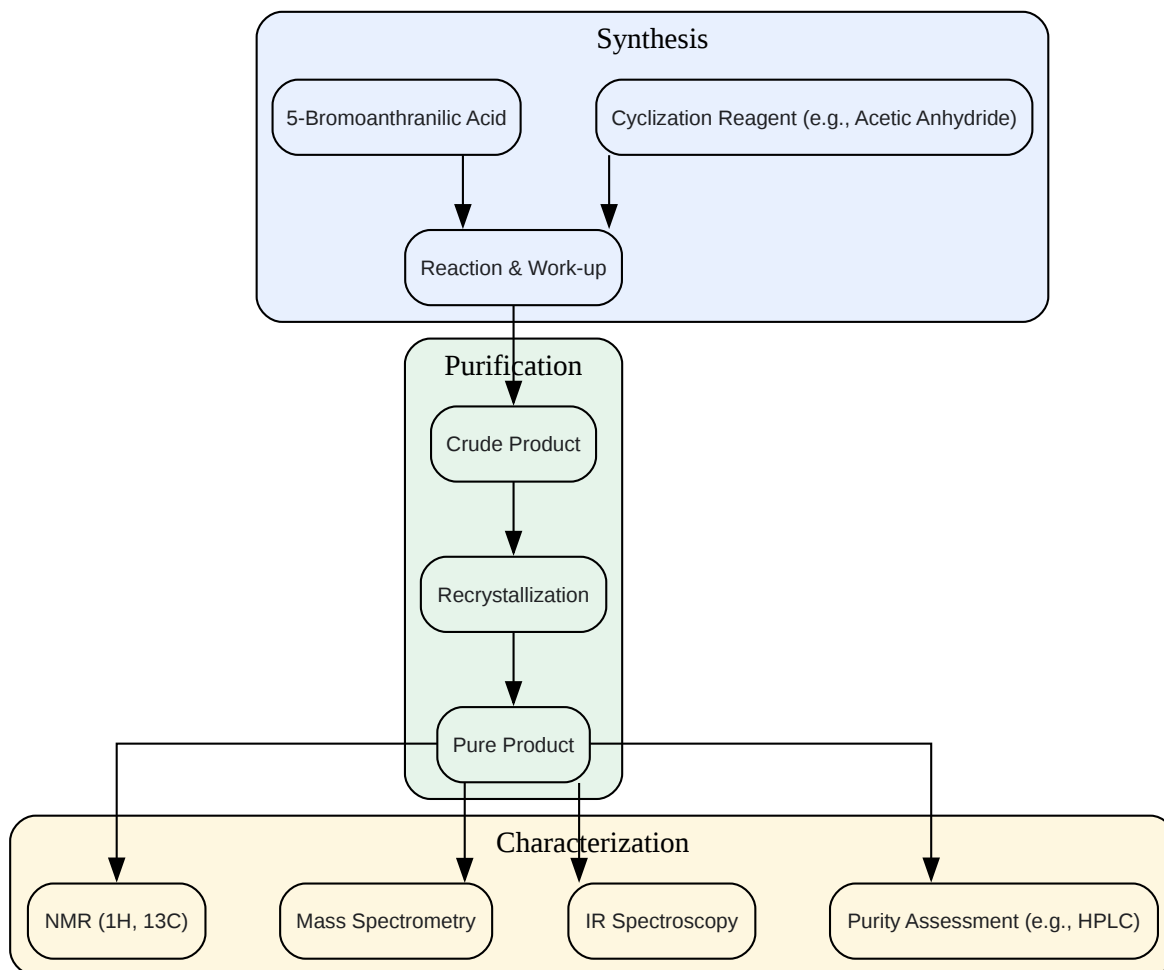 Synthesis
5-Bromoanthranilic Acid
Cyclization Reagent (e.g., Acetic Anhydride)
Reaction & Work-up
Purification
Crude Product
Recrystallization
Pure Product
Characterization
NMR (1H, 13C)
Mass Spectrometry
IR Spectroscopy
Purity Assessment (e.g., HPLC)